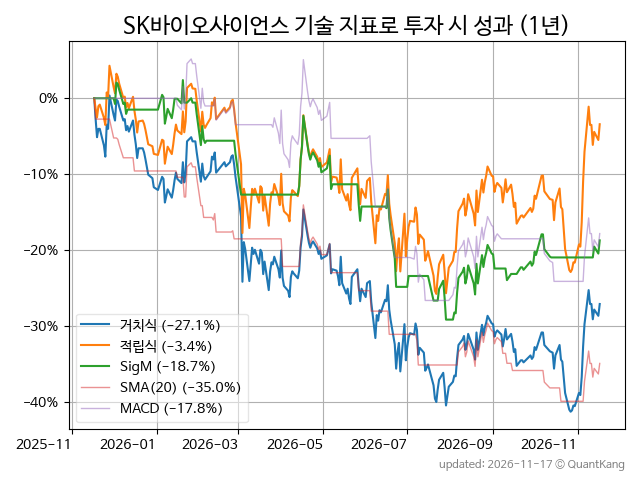 SK바이오사이언스 기술 지표로 투자 시 성과 (1년)
0%
−10%
−20%
−30%
−40%
거치식 (−27.1%)
적립식 (−3.4%)
SigM (−18.7%)
SMA(20) (−35.0%)
MACD (−17.8%)
2025−11 2026−01 2026−03 2026−05 2026−07 2026−09 2026−11
updated: 2026−11−17 © QuantKang